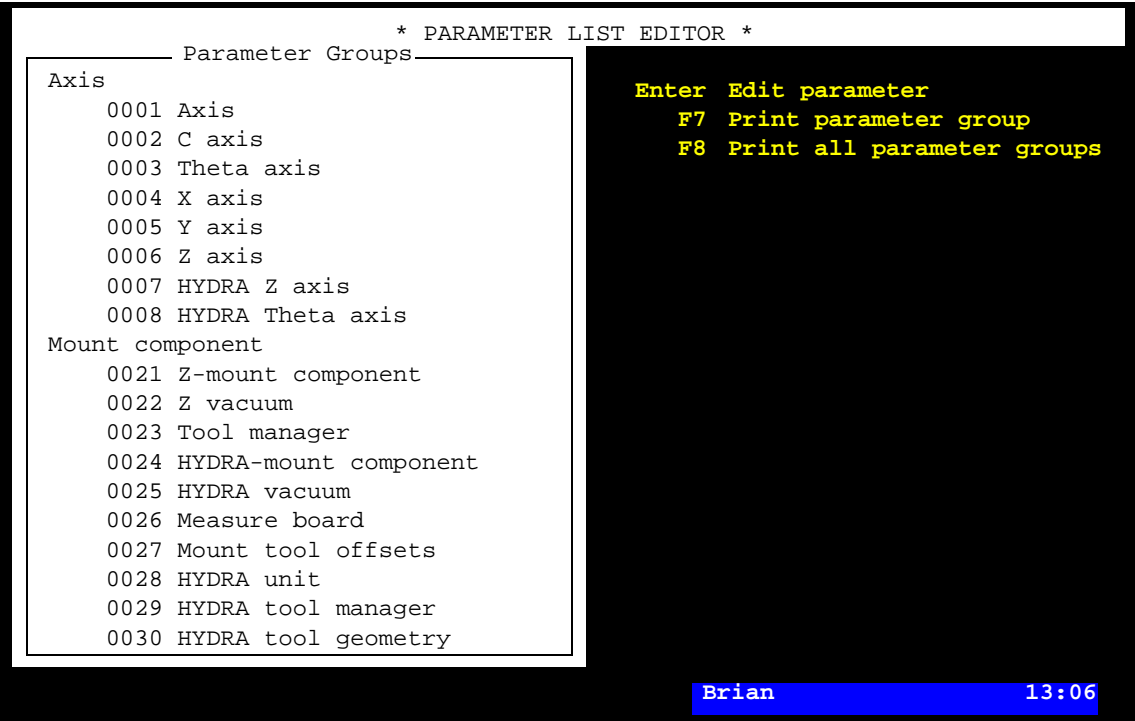 * PARAMETER LIST EDITOR *
Parameter Groups
Axis
0001 Axis
0002 C axis
0003 Theta axis
0004 X axis
0005 Y axis
0006 Z axis
0007 HYDRA Z axis
0008 HYDRA Theta axis
Mount component
0021 Z-mount component
0022 Z vacuum
0023 Tool manager
0024 HYDRA-mount component
0025 HYDRA vacuum
0026 Measure board
0027 Mount tool offsets
0028 HYDRA unit
0029 HYDRA tool manager
0030 HYDRA tool geometry
Enter Edit parameter
F7 Print parameter group
F8 Print all parameter groups
Brian 13:06